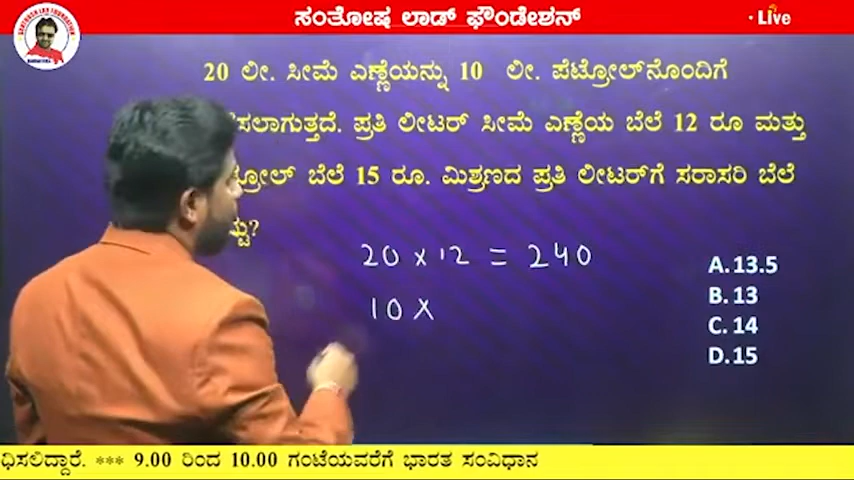 ಸಂತೋಷ ಲಾಡ್ ಫೌಂಡೇಶನ್
Live
20 ಲೀ. ಸೀಮೆ ಎಣ್ಣೆಯನ್ನು 10 ಲೀ. ಪೆಟ್ರೋಲ್‌ನೊಂದಿಗೆ
ಸಲಾಗುತ್ತದೆ. ಪ್ರತಿ ಲೀಟರ್ ಸೀಮೆ ಎಣ್ಣೆಯ ಬೆಲೆ 12 ರೂ ಮತ್ತು
ಬೆಲೆ 15 ರೂ. ಮಿಶ್ರಣದ ಪ್ರತಿ ಲೀಟರ್‌ಗೆ ಸರಾಸರಿ ಬೆಲೆ
20 x 12 = 240
10 x
A. 13.5
B. 13
C. 14
D. 15
ಧಿಸಲಿದ್ದಾರೆ. *** 9.00 ರಿಂದ 10.00 ಗಂಟೆಯವರೆಗೆ ಭಾರತ ಸಂವಿಧಾನ